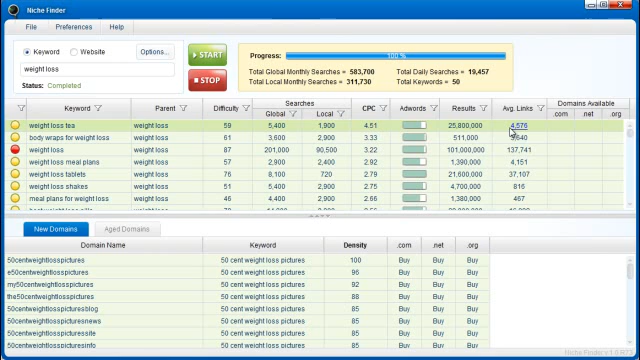 Niche Finder
File Preferences Help
Keyword Website Options...
weight loss
Status: Completed
START
STOP
Progress: 100 %
Total Global Monthly Searches = 583,700 Total Daily Searches = 19,457
Total Local Monthly Searches = 311,730 Total Keywords = 50
Keyword Parent Difficulty Searches Global Local CPC Adwords Results Avg. Links Domains Available .com .net .org
weight loss tea weight loss 59 5,400 1,900 4.51 25,800,000 4,576
body wraps for weight loss weight loss 61 3,600 2,900 3.33 511,000 5,640
weight loss weight loss 87 201,000 90,500 3.22 101,000,000 137,741
weight loss meal plans weight loss 57 2,900 2,400 2.92 1,390,000 4,151
weight loss tablets weight loss 76 8,100 720 2.79 21,600,000 37,107
weight loss shakes weight loss 51 5,400 2,900 2.75 4,700,000 816
meal plans for weight loss weight loss 46 4,400 2,900 2.66 1,380,000 467
New Domains Aged Domains
Domain Name Keyword Density .com .net .org
50centweightlosspictures 50 cent weight loss pictures 100 Buy Buy Buy
e50centweightlosspictures 50 cent weight loss pictures 96 Buy Buy Buy
my50centweightlosspictures 50 cent weight loss pictures 92 Buy Buy Buy
the50centweightlosspictures 50 cent weight loss pictures 88 Buy Buy Buy
50centweightlosspicturesblog 50 cent weight loss pictures 85 Buy Buy Buy
50centweightlosspicturesnews 50 cent weight loss pictures 85 Buy Buy Buy
50centweightlosspicturessite 50 cent weight loss pictures 85 Buy Buy Buy
50centweightlosspicturesinfo 50 cent weight loss pictures 85 Buy Buy Buy